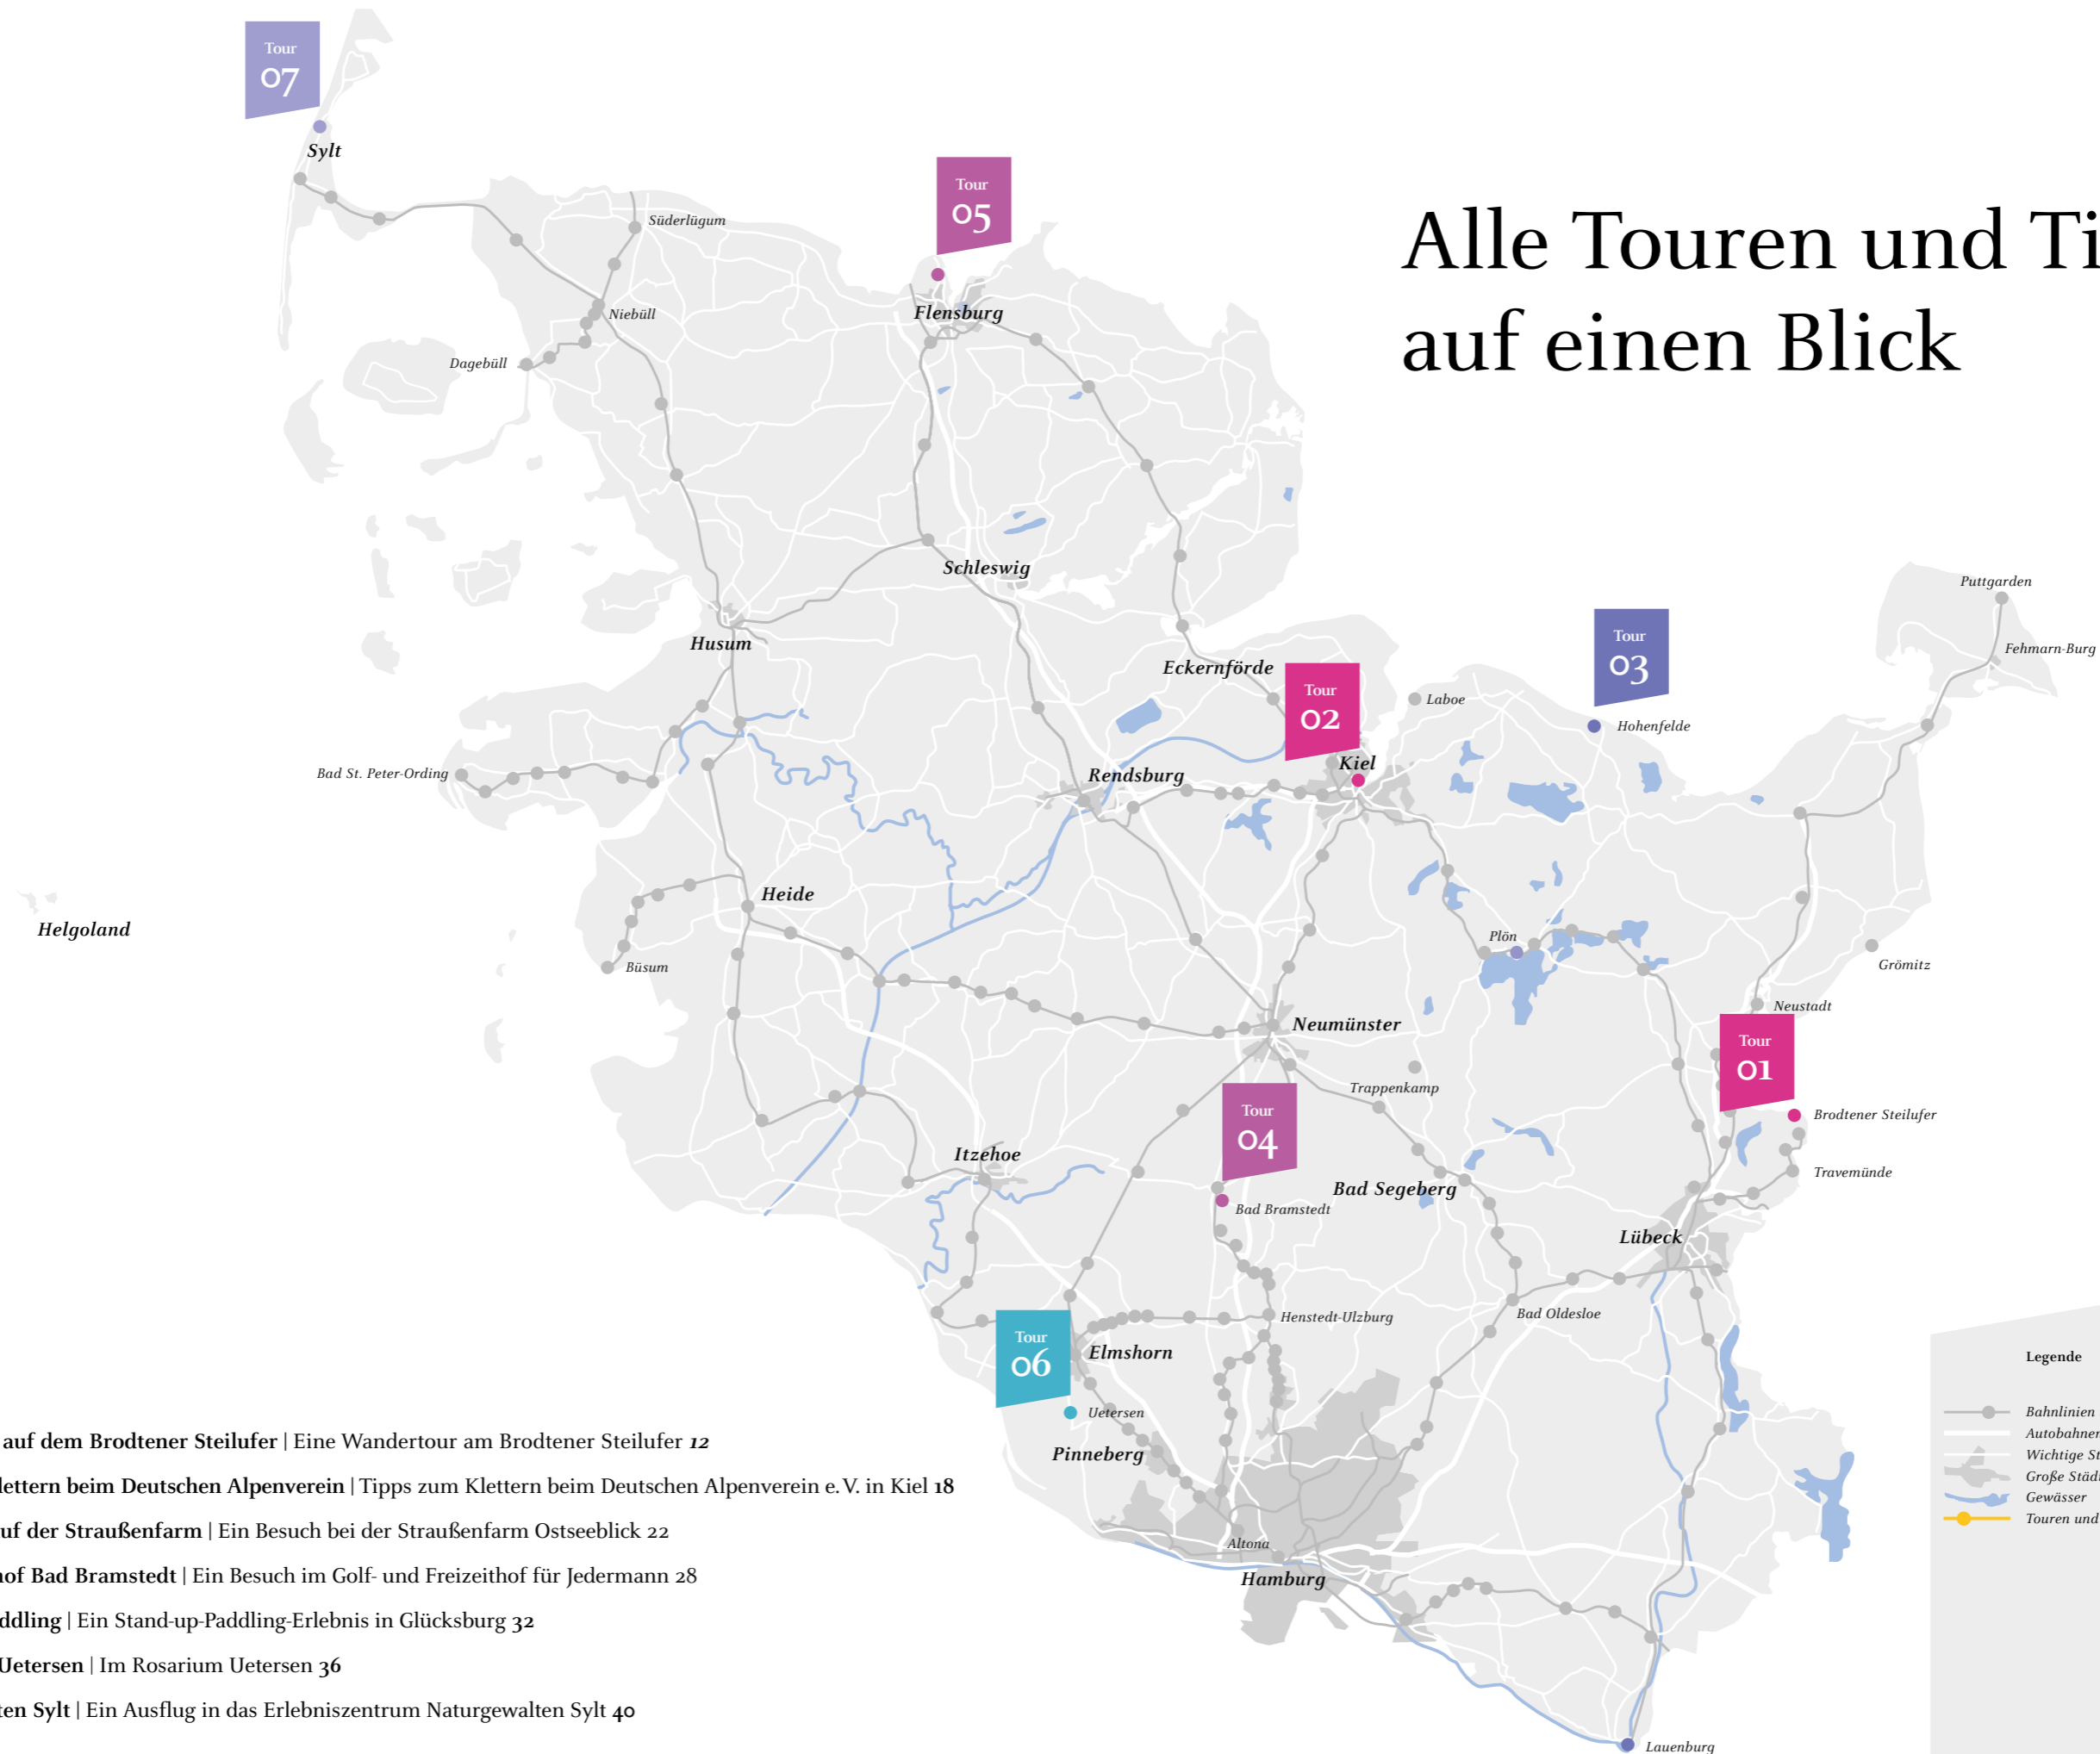 Tour
07
Sylt
Tour
05
Süderlügum
Alle Touren und Ti
auf einen Blick
Niebüll
Flensburg
Dagebüll
Schleswig
Puttgarden
Tour
03
Husum
Fehmarn-Burg
Eckernförde
Tour
02
Laboe
Hohenfelde
Kiel
Bad St. Peter-Ording
Rendsburg
Heide
Helgoland
Plön
Büsum
Grömitz
Neustadt
Neumünster
Tour
01
Trappenkamp
Tour
04
Brodtener Steilufer
Itzehoe
Travemünde
Bad Segeberg
Bad Bramstedt
Lübeck
Henstedt-Ulzburg
Bad Oldesloe
Tour
06
Elmshorn
Uetersen
Pinneberg
Altona
Hamburg
Lauenburg
Legende
Bahnlinien
Autobahnen
Wichtige St
Große Städt
Gewässer
Touren und
auf dem Brodtener Steilufer | Eine Wandertour am Brodtener Steilufer 12
lettern beim Deutschen Alpenverein | Tipps zum Klettern beim Deutschen Alpenverein e. V. in Kiel 18
uf der Straußenfarm | Ein Besuch bei der Straußenfarm Ostseeblick 22
hof Bad Bramstedt | Ein Besuch im Golf- und Freizeithof für Jedermann 28
ddling | Ein Stand-up-Paddling-Erlebnis in Glücksburg 32
Uetersen | Im Rosarium Uetersen 36
ten Sylt | Ein Ausflug in das Erlebniszentrum Naturgewalten Sylt 40